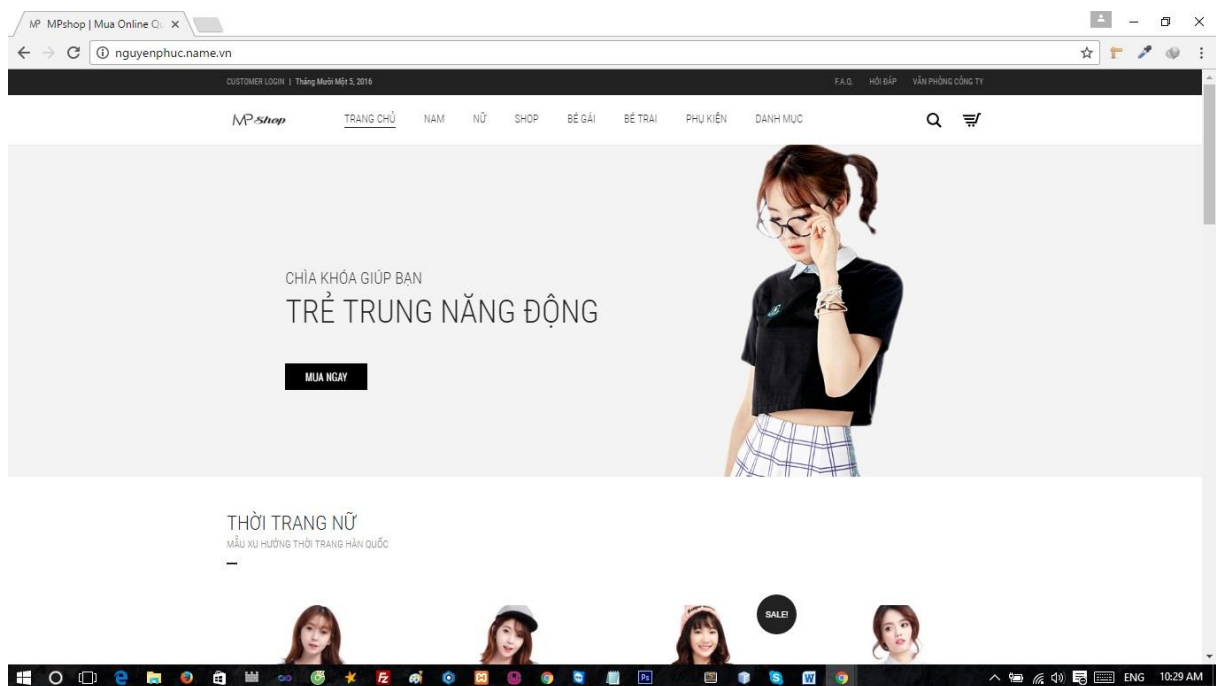 MP MPshop | Mua Online Q
nguyenphuc.name.vn
CUSTOMER LOGIN | Tháng Mười Một 5, 2016 F.A.Q. HỎI ĐÁP VĂN PHÒNG CÔNG TY
MP Shop TRANG CHỦ NAM NỮ SHOP BÉ GÁI BÉ TRAI PHỤ KIỆN DANH MỤC
CHÌA KHÓA GIÚP BẠN
TRẺ TRUNG NĂNG ĐỘNG
MUA NGAY
THỜI TRANG NỮ
MẪU XU HƯỚNG THỜI TRANG HÀN QUỐC
SALE!
ENG 10:29 AM